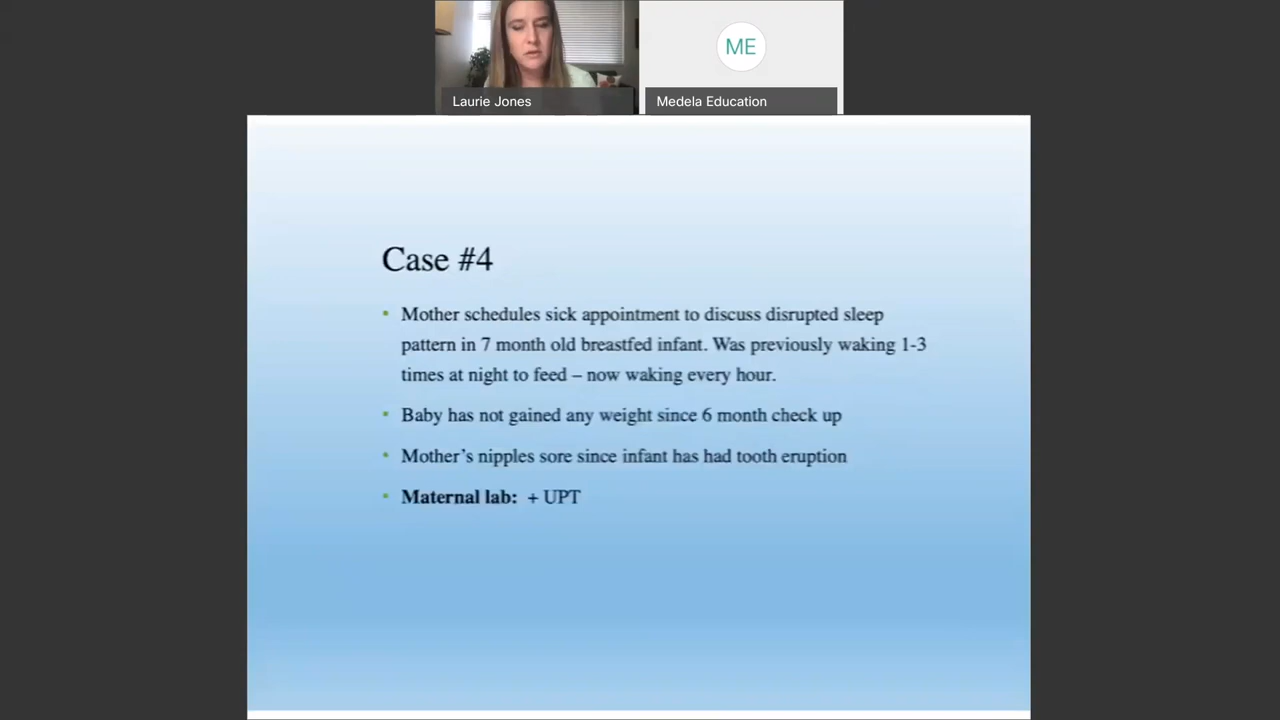 Laurie Jones
ME
Medela Education
Case #4
• Mother schedules sick appointment to discuss disrupted sleep
pattern in 7 month old breastfed infant. Was previously waking 1-3
times at night to feed – now waking every hour.
• Baby has not gained any weight since 6 month check up
• Mother's nipples sore since infant has had tooth eruption
• Maternal lab: + UPT